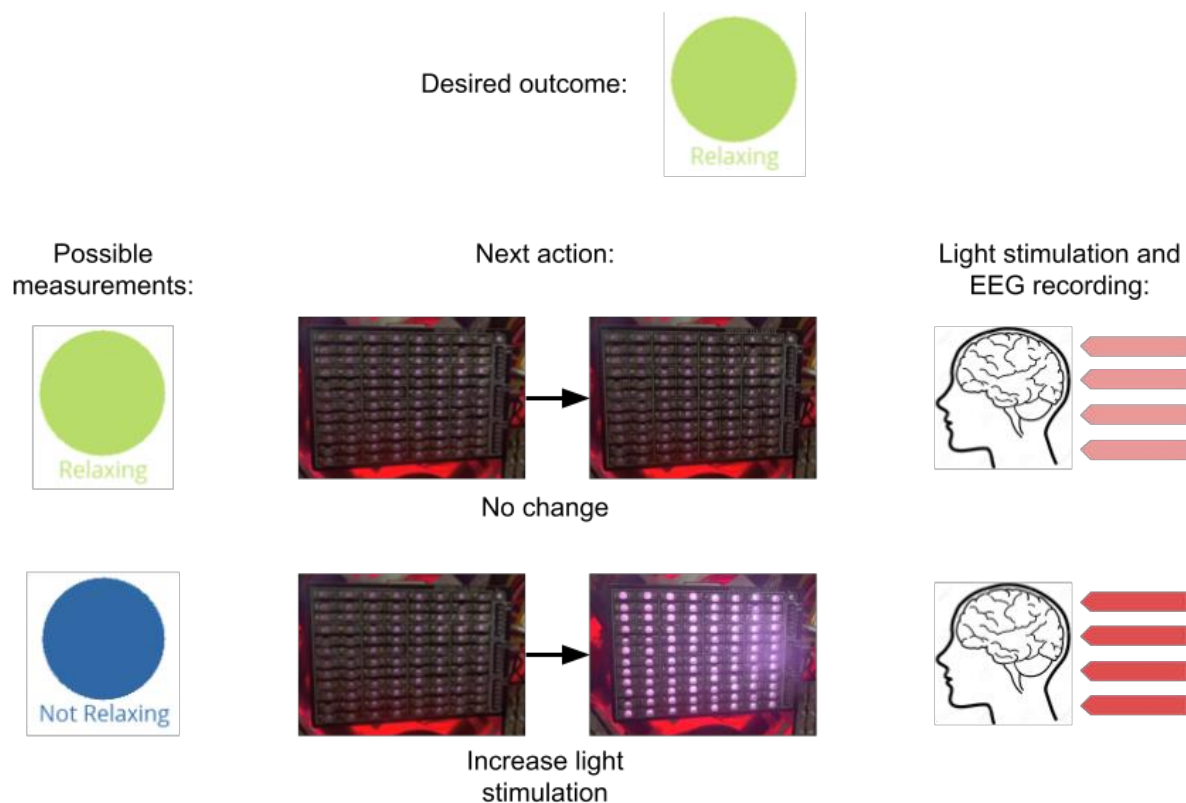 Desired outcome:
Relaxing
Possible
measurements:
Next action:
Light stimulation and
EEG recording:
Relaxing
No change
Not Relaxing
Increase light
stimulation